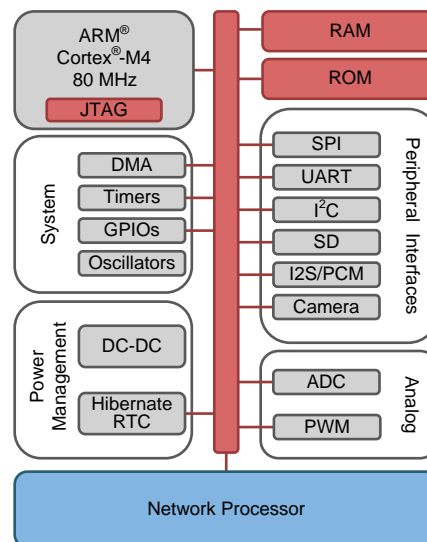 ARM®
Cortex®-M4
80 MHz
JTAG
RAM
ROM
System
DMA
Timers
GPIOs
Oscillators
Peripheral Interfaces
SPI
UART
I²C
SD
I2S/PCM
Camera
Power
Management
DC-DC
Hibernate
RTC
Analog
ADC
PWM
Network Processor